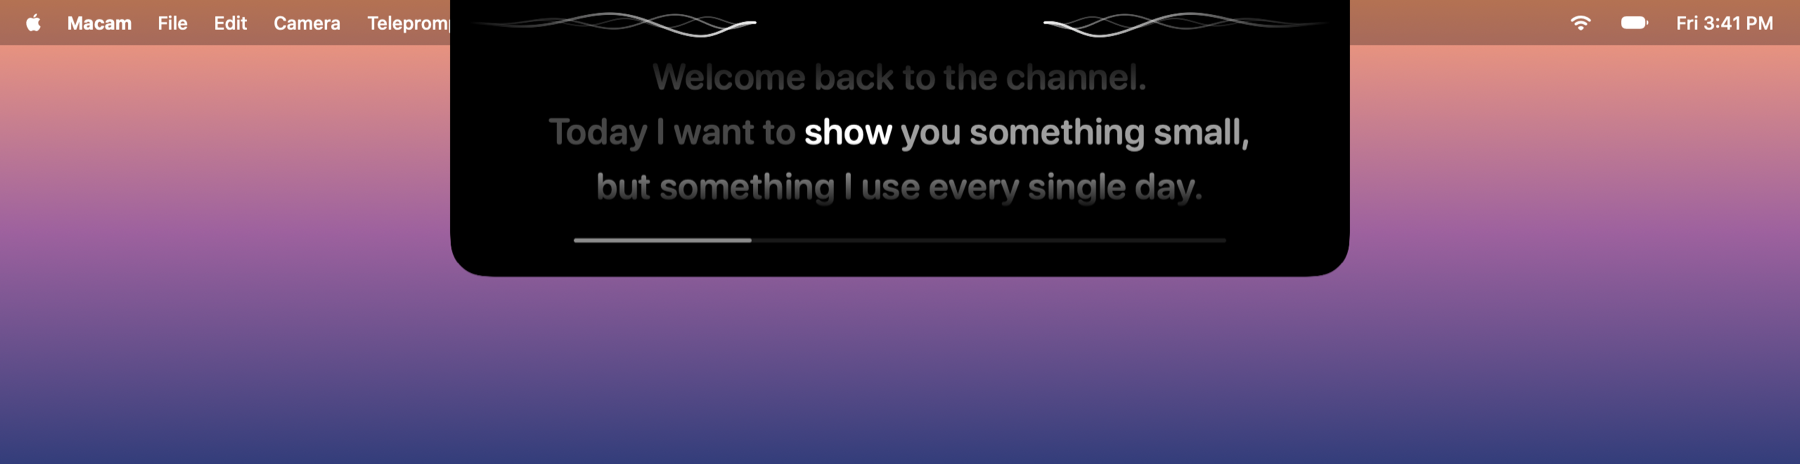 Macam File Edit Camera Teleprom Fri 3:41 PM
Welcome back to the channel.
Today I want to show you something small,
but something I use every single day.